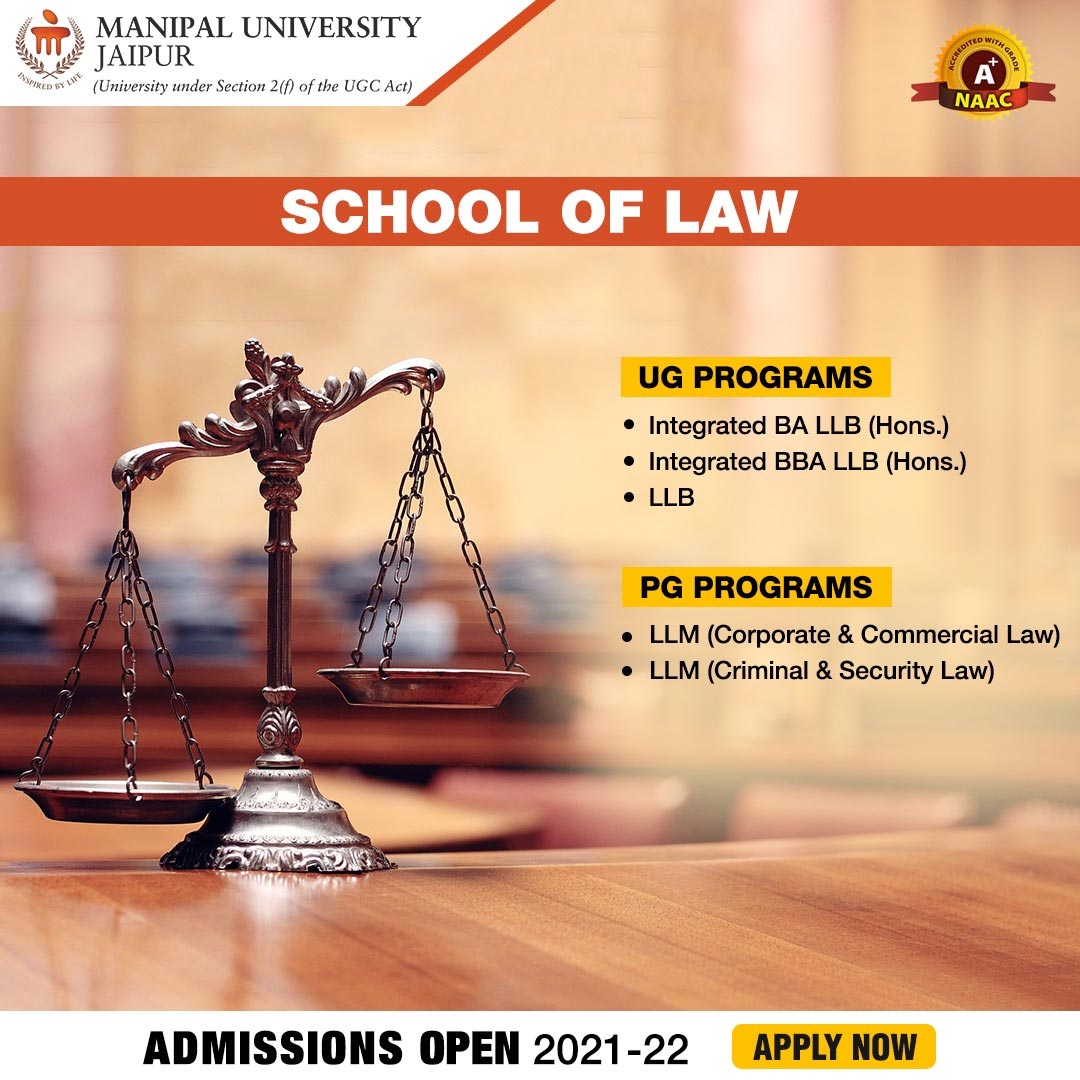 MANIPAL UNIVERSITY
JAIPUR
(University under Section 2(f) of the UGC Act)
INSPIRED BY LIFE
ACCREDITED WITH GRADE
A+
NAAC
SCHOOL OF LAW
UG PROGRAMS
• Integrated BA LLB (Hons.)
• Integrated BBA LLB (Hons.)
• LLB
PG PROGRAMS
• LLM (Corporate & Commercial Law)
• LLM (Criminal & Security Law)
ADMISSIONS OPEN 2021-22 APPLY NOW